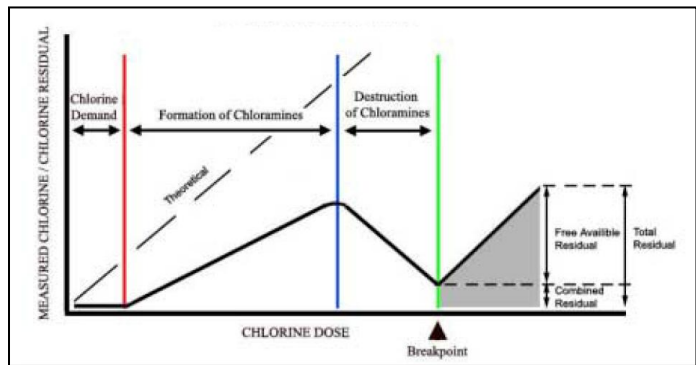 MEASURED CHLORINE / CHLORINE RESIDUAL
Chlorine
Demand
Formation of Chloramines
Destruction
of Chloramines
Theoretical
Free Availible
Residual
Total
Residual
Combined
Residual
CHLORINE DOSE
Breakpoint